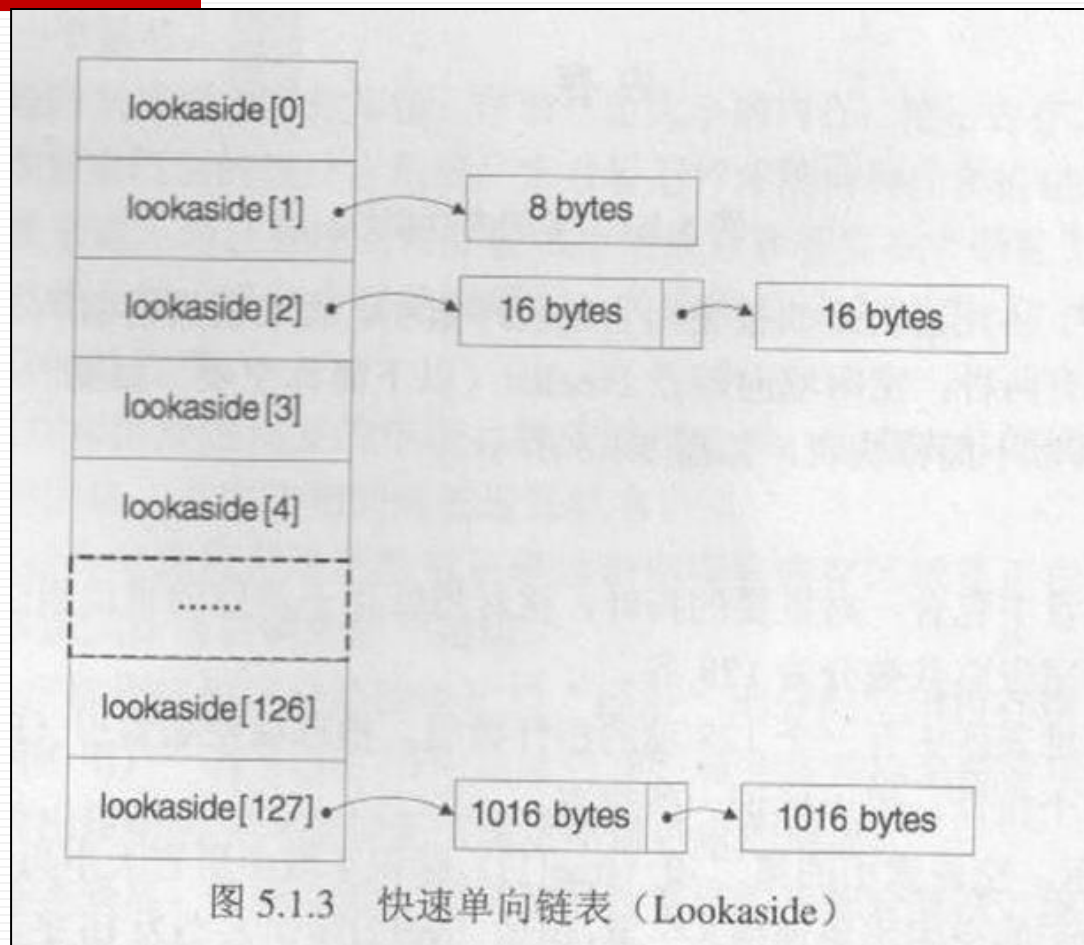 lookaside[0]
lookaside[1]
8 bytes
lookaside[2]
16 bytes
16 bytes
lookaside[3]
lookaside[4]
......
lookaside[126]
lookaside[127]
1016 bytes
1016 bytes
图 5.1.3 快速单向链表（Lookaside）